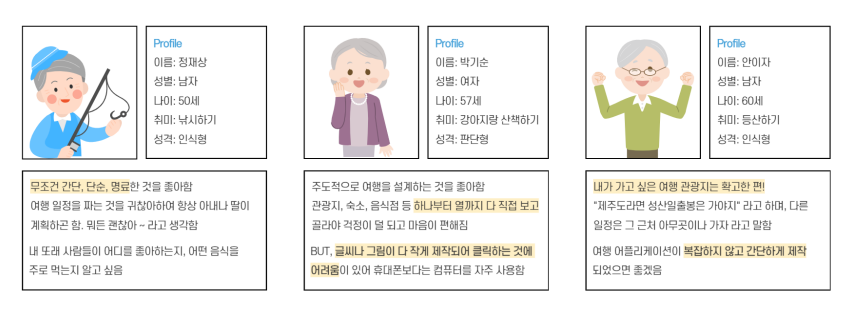 Profile
이름: 정재상
성별: 남자
나이: 50세
취미: 낚시하기
성격: 인식형
무조건 간단, 단순, 명료한 것을 좋아함
여행 일정을 짜는 것을 귀찮아하여 항상 아내나 딸이
계획하곤 함. 뭐든 괜찮아 ~ 라고 생각함
내 또래 사람들이 어디를 좋아하는지, 어떤 음식을
주로 먹는지 알고 싶음
Profile
이름: 박기순
성별: 여자
나이: 57세
취미: 강아지랑 산책하기
성격: 판단형
주도적으로 여행을 설계하는 것을 좋아함
관광지, 숙소, 음식점 등 하나부터 열까지 다 직접 보고
골라야 걱정이 덜 되고 마음이 편해짐
BUT, 글씨나 그림이 다 작게 제작되어 클릭하는 것에
어려움이 있어 휴대폰보다는 컴퓨터를 자주 사용함
Profile
이름: 안이자
성별: 남자
나이: 60세
취미: 등산하기
성격: 인식형
내가 가고 싶은 여행 관광지는 확고한 편!
"제주도라면 성산일출봉은 가야지" 라고 하며, 다른
일정은 그 근처 아무곳이나 가자 라고 말함
여행 어플리케이션이 복잡하지 않고 간단하게 제작
되었으면 좋겠음